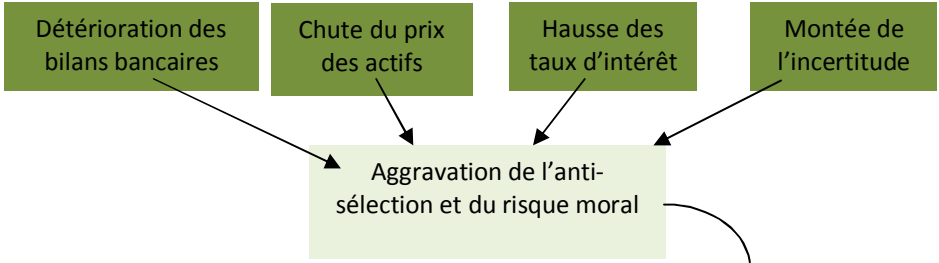 Détérioration des
bilans bancaires
Chute du prix
des actifs
Hausse des
taux d’intérêt
Montée de
l’incertitude
Aggravation de l’anti-
sélection et du risque moral